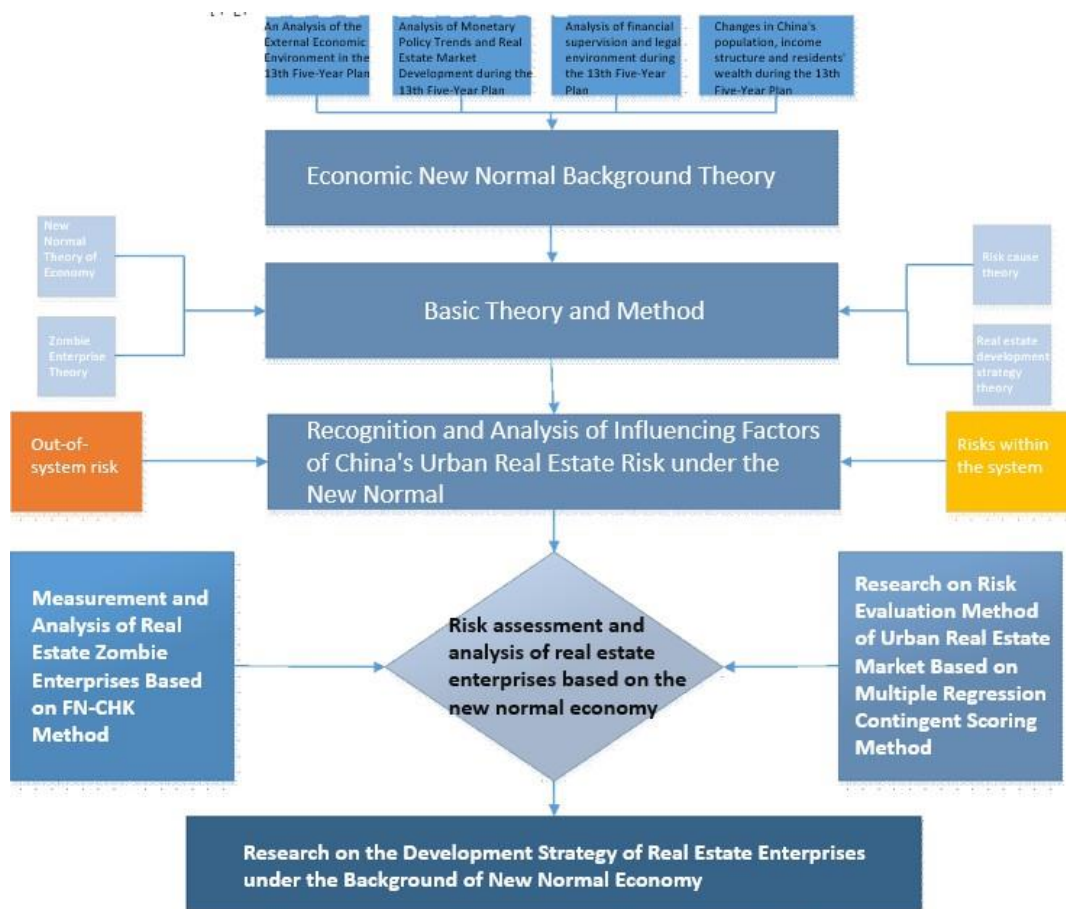 An Analysis of the
External Economic
Environment in the
13th Five-Year Plan
Analysis of Monetary
Policy Trends and Real
Estate Market
Development during the
13th Five-Year Plan
Analysis of financial
supervision and legal
environment during
the 13th Five-Year
Plan
Changes in China's
population, income
structure and residents'
wealth during the 13th
Five-Year Plan
Economic New Normal Background Theory
New
Normal
Theory of
Economy
Zombie
Enterprise
Theory
Basic Theory and Method
Risk cause
theory
Real estate
development
strategy
theory
Out-of-
system risk
Recognition and Analysis of Influencing Factors
of China's Urban Real Estate Risk under the
New Normal
Risks within
the system
Measurement and
Analysis of Real
Estate Zombie
Enterprises Based
on FN-CHK
Method
Risk assessment and
analysis of real estate
enterprises based on the
new normal economy
Research on Risk
Evaluation Method
of Urban Real Estate
Market Based on
Multiple Regression
Contingent Scoring
Method
Research on the Development Strategy of Real Estate Enterprises
under the Background of New Normal Economy